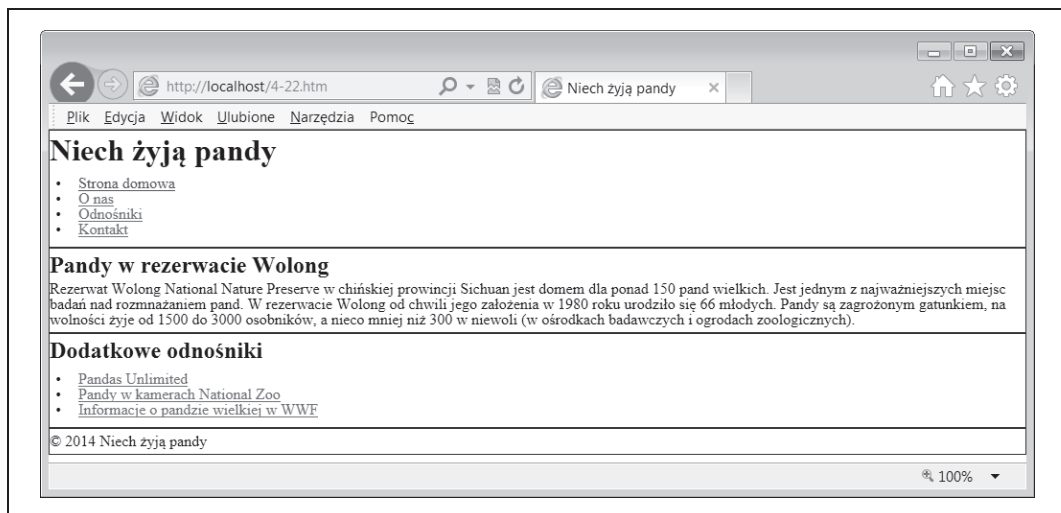 http://localhost/4-22.htm
Niech żyją pandy
Plik Edycja Widok Ulubione Narzędzia Pomoc
Niech żyją pandy
• Strona domowa
• O nas
• Odnośniki
• Kontakt
Pandy w rezerwacie Wolong
Rezerwat Wolong National Nature Preserve w chińskiej prowincji Sichuan jest domem dla ponad 150 pand wielkich. Jest jednym z najważniejszych miejsc
badań nad rozmnażaniem pand. W rezerwacie Wolong od chwili jego założenia w 1980 roku urodziło się 66 młodych. Pandy są zagrożonym gatunkiem, na
wolności żyje od 1500 do 3000 osobników, a nieco mniej niż 300 w niewoli (w ośrodkach badawczych i ogrodach zoologicznych).
Dodatkowe odnośniki
• Pandas Unlimited
• Pandy w kamerach National Zoo
• Informacje o pandzie wielkiej w WWF
© 2014 Niech żyją pandy
100%